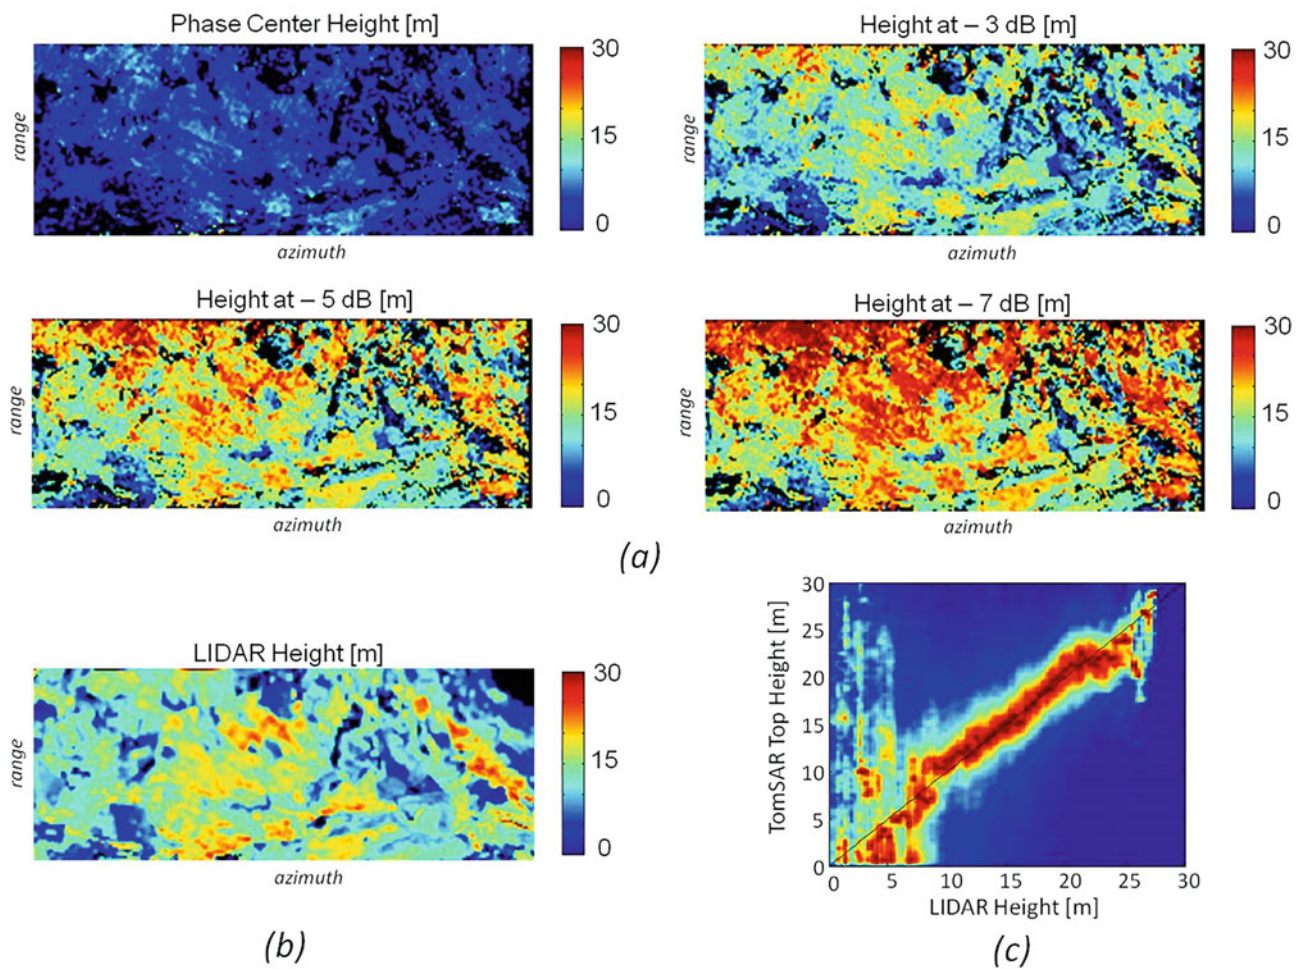 Phase Center Height [m]
range
azimuth
30
15
0
Height at – 3 dB [m]
range
azimuth
30
15
0
Height at – 5 dB [m]
range
azimuth
30
15
0
Height at – 7 dB [m]
range
azimuth
30
15
0
(a)
LIDAR Height [m]
range
azimuth
30
15
0
(b)
TomSAR Top Height [m]
30
25
20
15
10
5
0
0 5 10 15 20 25 30
LIDAR Height [m]
(c)